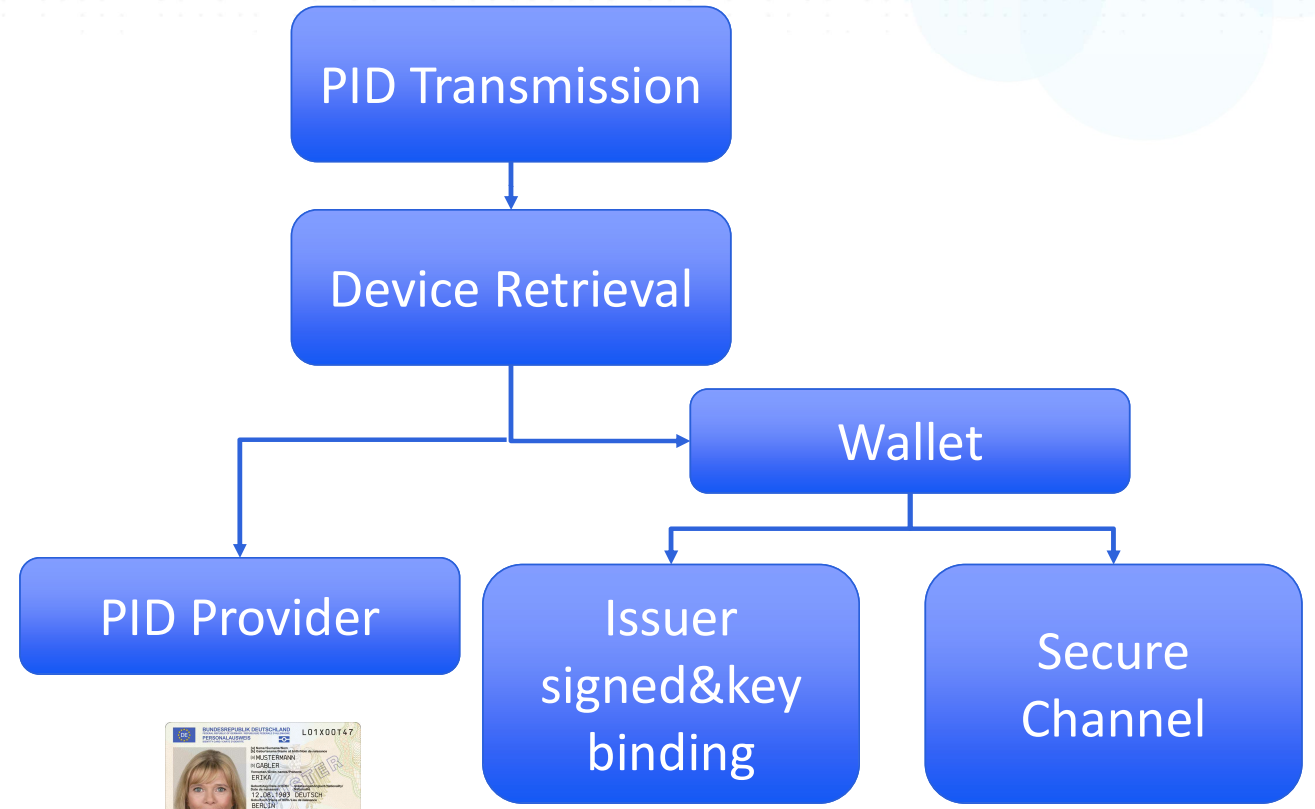 PID Transmission
Device Retrieval
Wallet
PID Provider
Issuer
signed&key
binding
Secure
Channel
DE
BUNDESREPUBLIK DEUTSCHLAND
L01X00T47
PERSONALAUSWEIS
MUSTERMANN
GABLER
ERIKA
12.08.1983 DEUTSCH
BERLIN